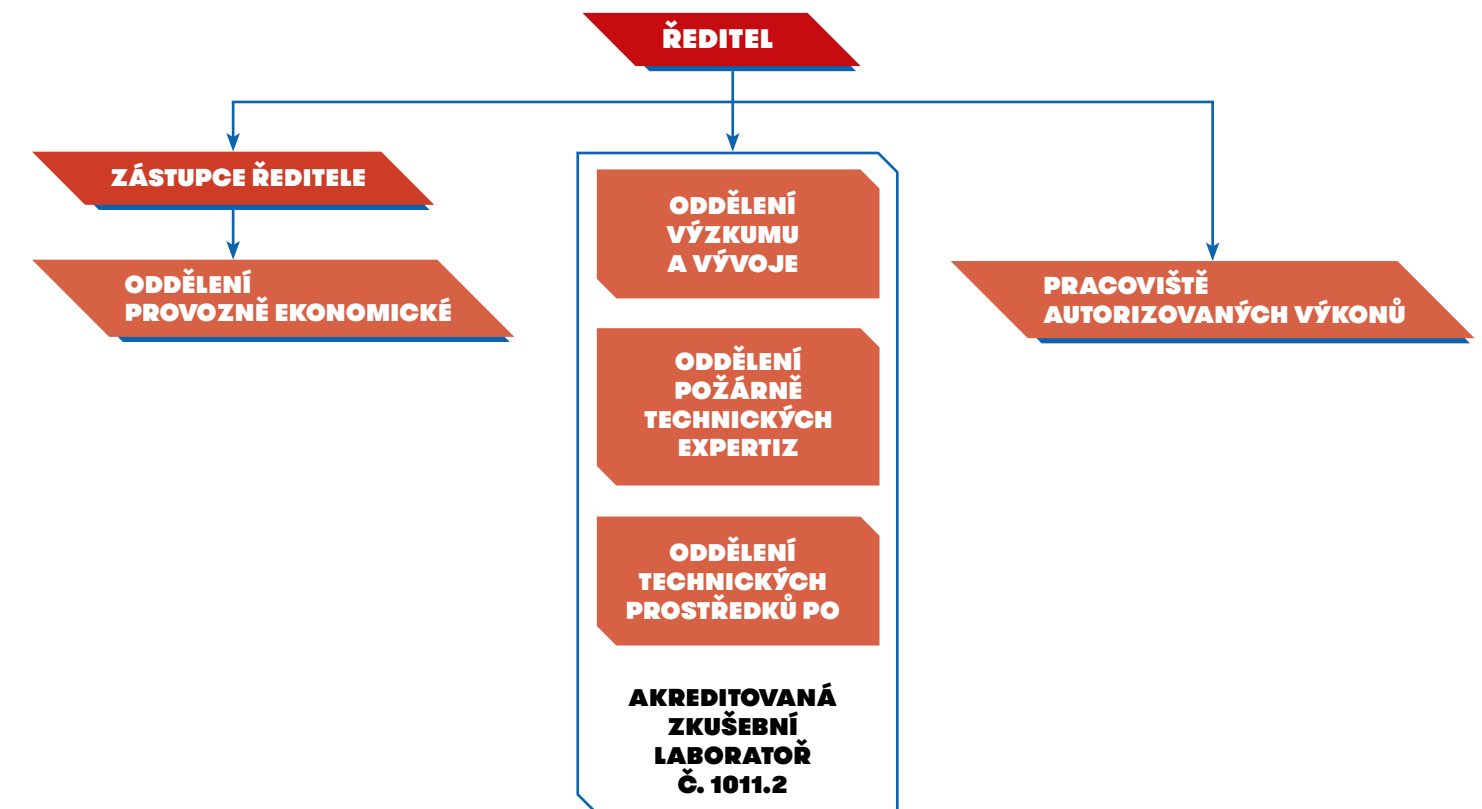 ŘEDITEL
ZÁSTUPCE ŘEDITELE
ODDĚLENÍ
PROVOZNĚ EKONOMICKÉ
ODDĚLENÍ
VÝZKUMU
A VÝVOJE
ODDĚLENÍ
POŽÁRNĚ
TECHNICKÝCH
EXPERTIZ
ODDĚLENÍ
TECHNICKÝCH
PROSTŘEDKŮ PO
AKREDITOVANÁ
ZKUŠEBNÍ
LABORATOŘ
Č. 1011.2
PRACOVIŠTĚ
AUTORIZOVANÝCH VÝKONŮ